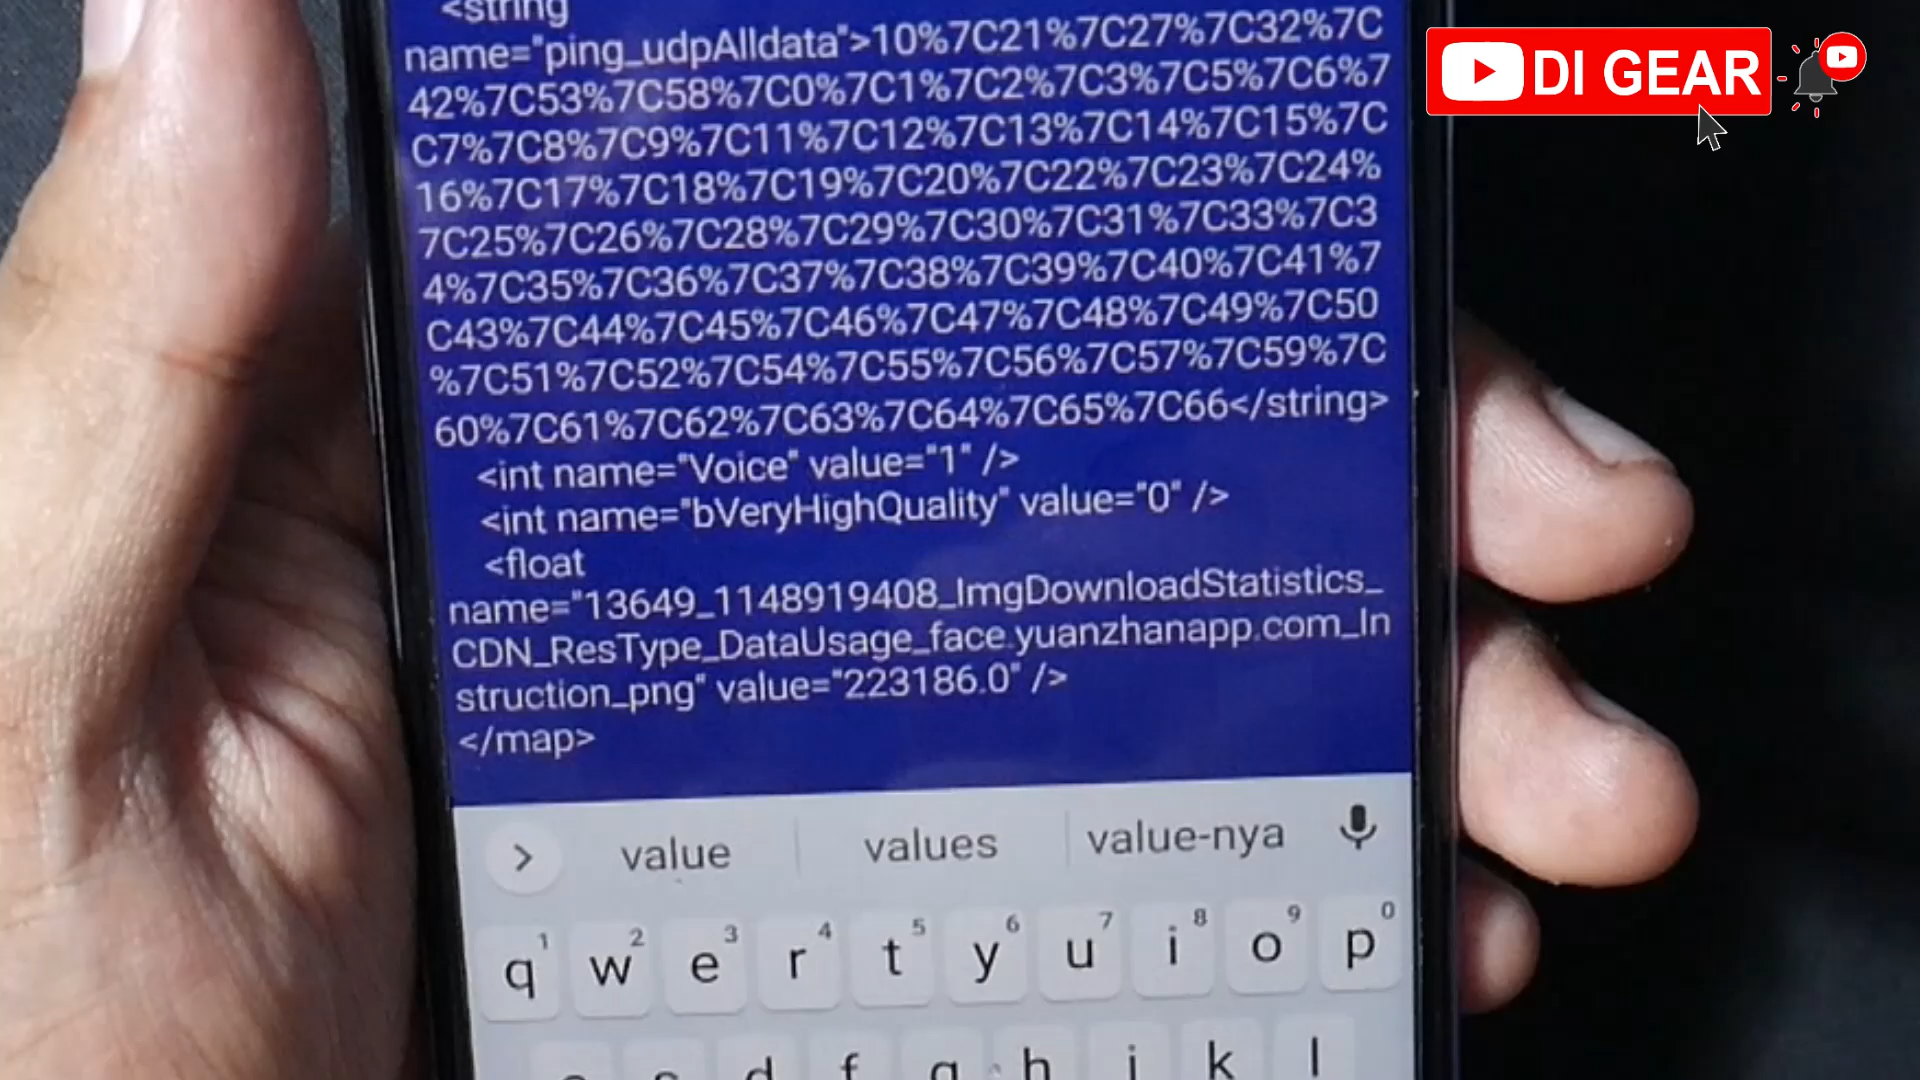 <string
name="ping_udpAlldata">10%7C21%7C27%7C32%7C
42%7C53%7C58%7C0%7C1%7C2%7C3%7C5%7C6%7
C7%7C8%7C9%7C11%7C12%7C13%7C14%7C15%7C
16%7C17%7C18%7C19%7C20%7C22%7C23%7C24%
7C25%7C26%7C28%7C29%7C30%7C31%7C33%7C3
4%7C35%7C36%7C37%7C38%7C39%7C40%7C41%7
C43%7C44%7C45%7C46%7C47%7C48%7C49%7C50
%7C51%7C52%7C54%7C55%7C56%7C57%7C59%7C
60%7C61%7C62%7C63%7C64%7C65%7C66</string>
<int name="Voice" value="1" />
<int name="bVeryHighQuality" value="0" />
<float
name="13649_1148919408_ImgDownloadStatistics_
CDN_ResType_DataUsage_face.yuanzhanapp.com_In
struction_png" value="223186.0" />
</map>
DI GEAR
value values value-nya
1 2 3 4 5 6 7 8 9 0
q w e r t y u i o p
a s d f g h j k l